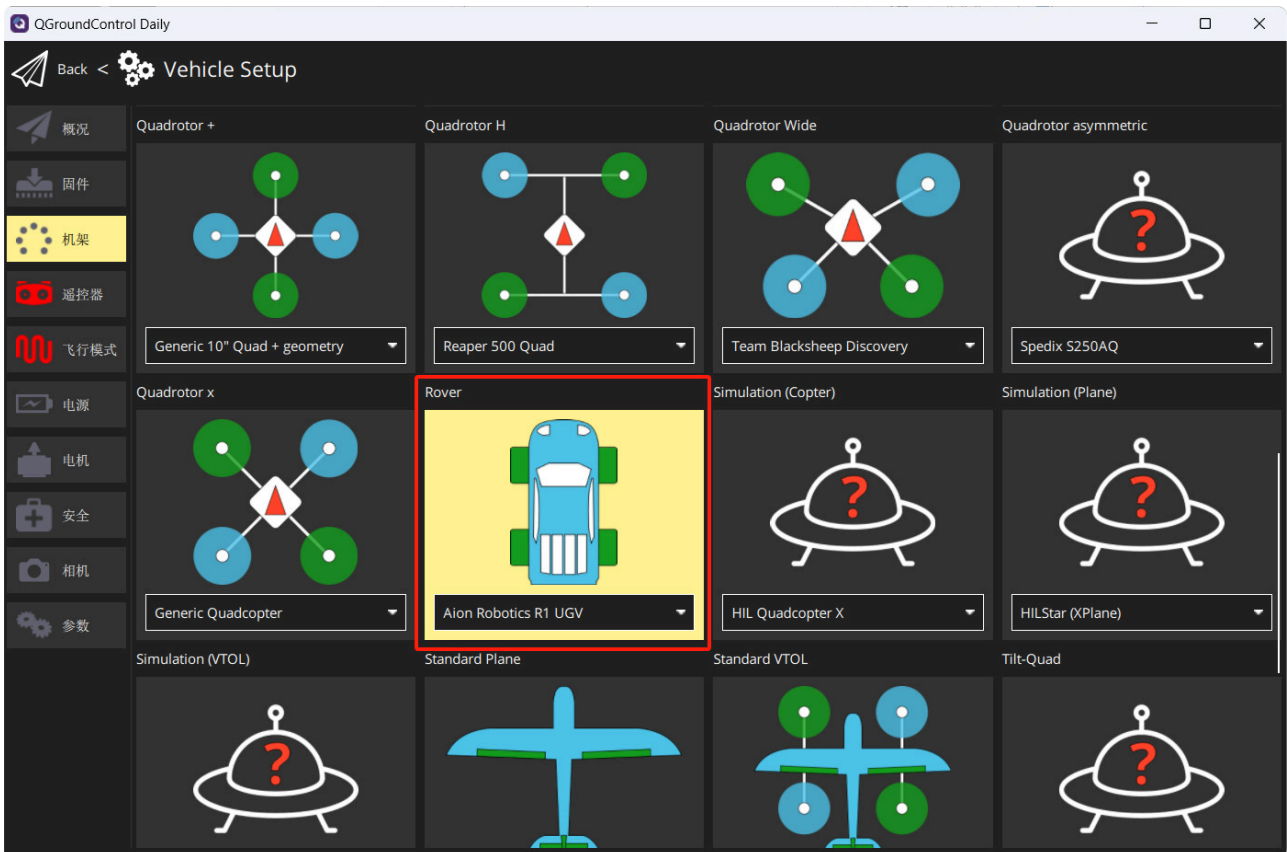 QGroundControl Daily
Back < Vehicle Setup
概况
固件
机架
遥控器
飞行模式
电源
电机
安全
相机
参数
Quadrotor +
Quadrotor H
Quadrotor Wide
Quadrotor asymmetric
?
Generic 10" Quad + geometry
Reaper 500 Quad
Team Blacksheep Discovery
Spedix S250AQ
Quadrotor x
Rover
Simulation (Copter)
Simulation (Plane)
?
?
Generic Quadcopter
Aion Robotics R1 UGV
HIL Quadcopter X
HILStar (XPlane)
Simulation (VTOL)
Standard Plane
Standard VTOL
Tilt-Quad
?
?